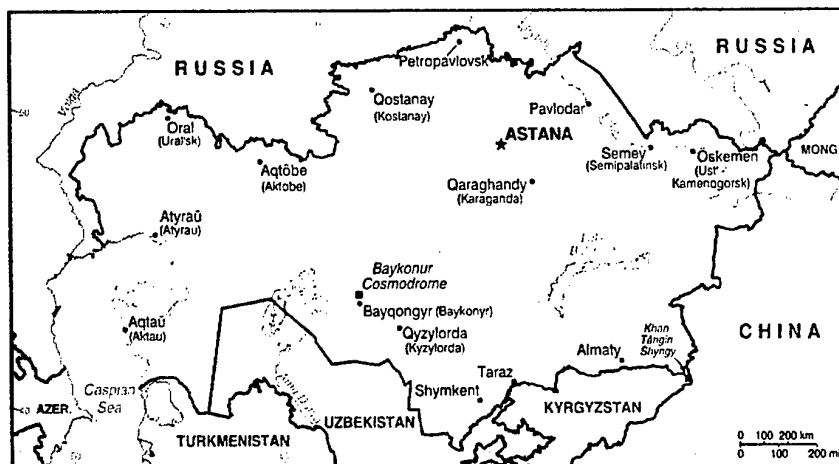 RUSSIA
RUSSIA
Petropavlovsk
Volga
Qostanay
(Kostanay)
Pavlodar
Oral
(Ural'sk)
ASTANA
Semey
(Semipalatinsk)
Öskemen
(Ust'
Kamenogorsk)
MONG
Aqtöbe
(Aktobe)
Qaraghandy
(Karaganda)
Atyraū
(Atyrau)
Baykonur
Cosmodrome
Bayqongyr (Baykonyr)
Aqtaū
(Aktau)
Qyzylorda
(Kyzylorda)
Khan
Tängiri
Shyngy
CHINA
Almaty
Taraz
Shymkent
Caspian
Sea
AZER.
UZBEKISTAN
KYRGYZSTAN
TURKMENISTAN
0 100 200 km
0 100 200 m